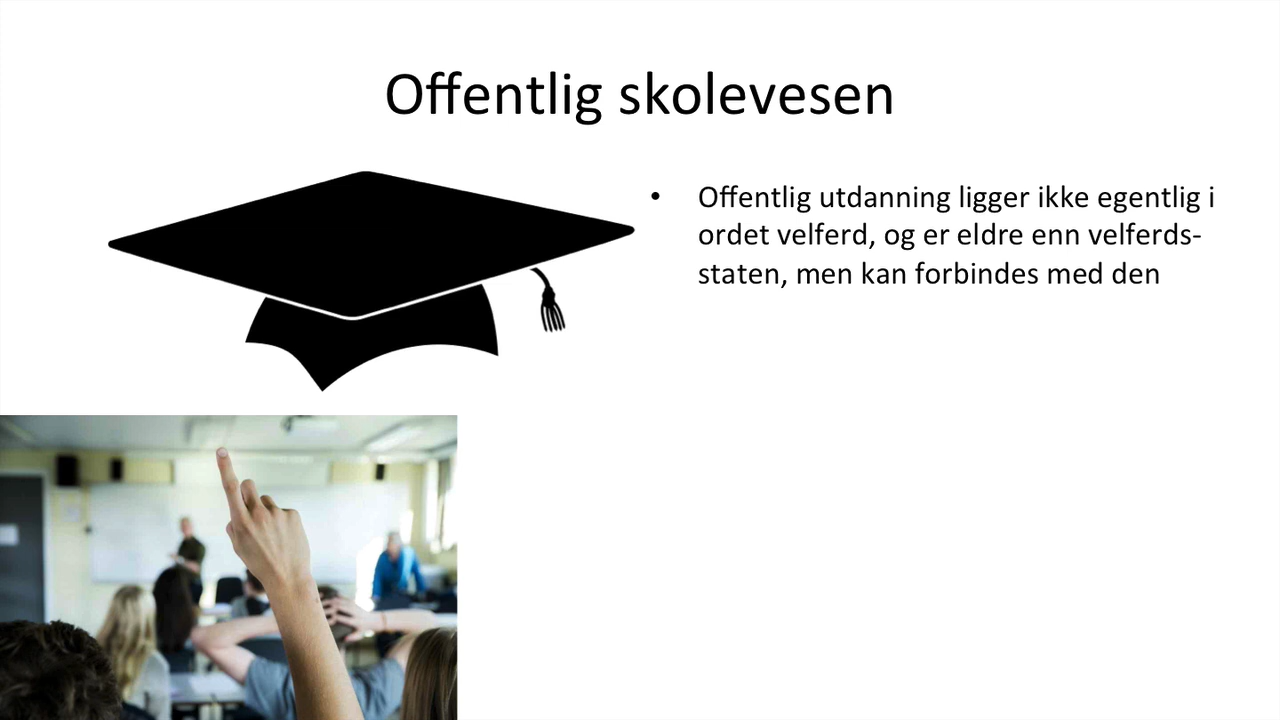 Offentlig skolevesen
• Offentlig utdanning ligger ikke egentlig i
ordet velferd, og er eldre enn velferds-
staten, men kan forbindes med den